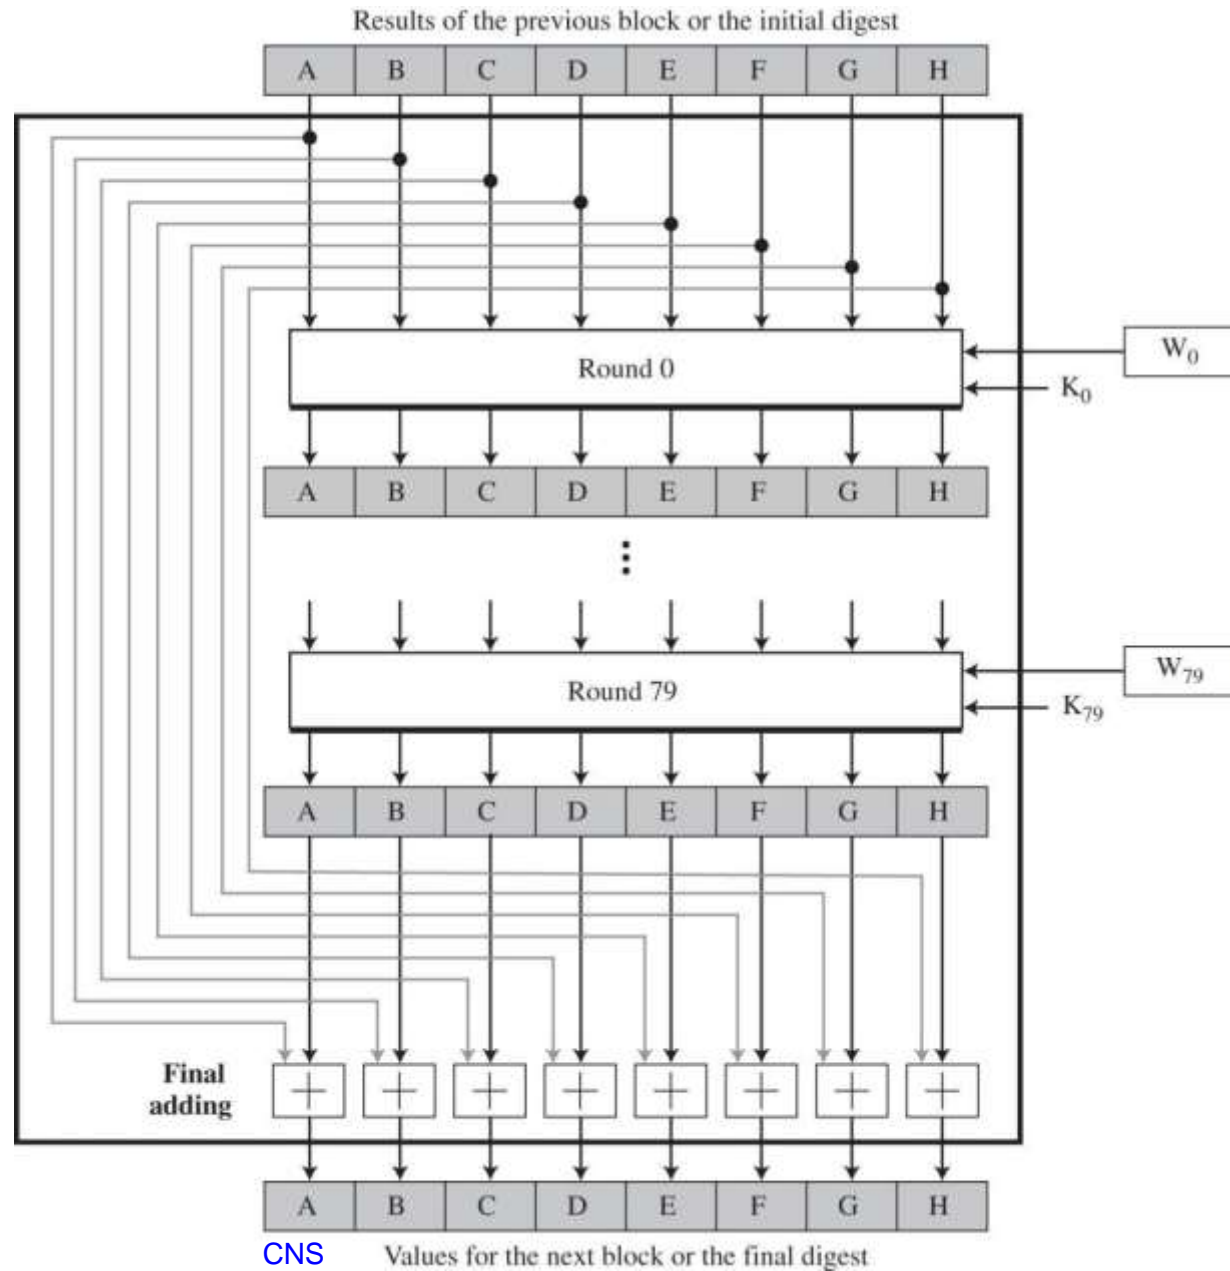 Results of the previous block or the initial digest
A B C D E F G H
Round 0
W0
K0
A B C D E F G H
Round 79
W79
K79
A B C D E F G H
Final
adding
+ + + + + + + +
A B C D E F G H
CNS Values for the next block or the final digest